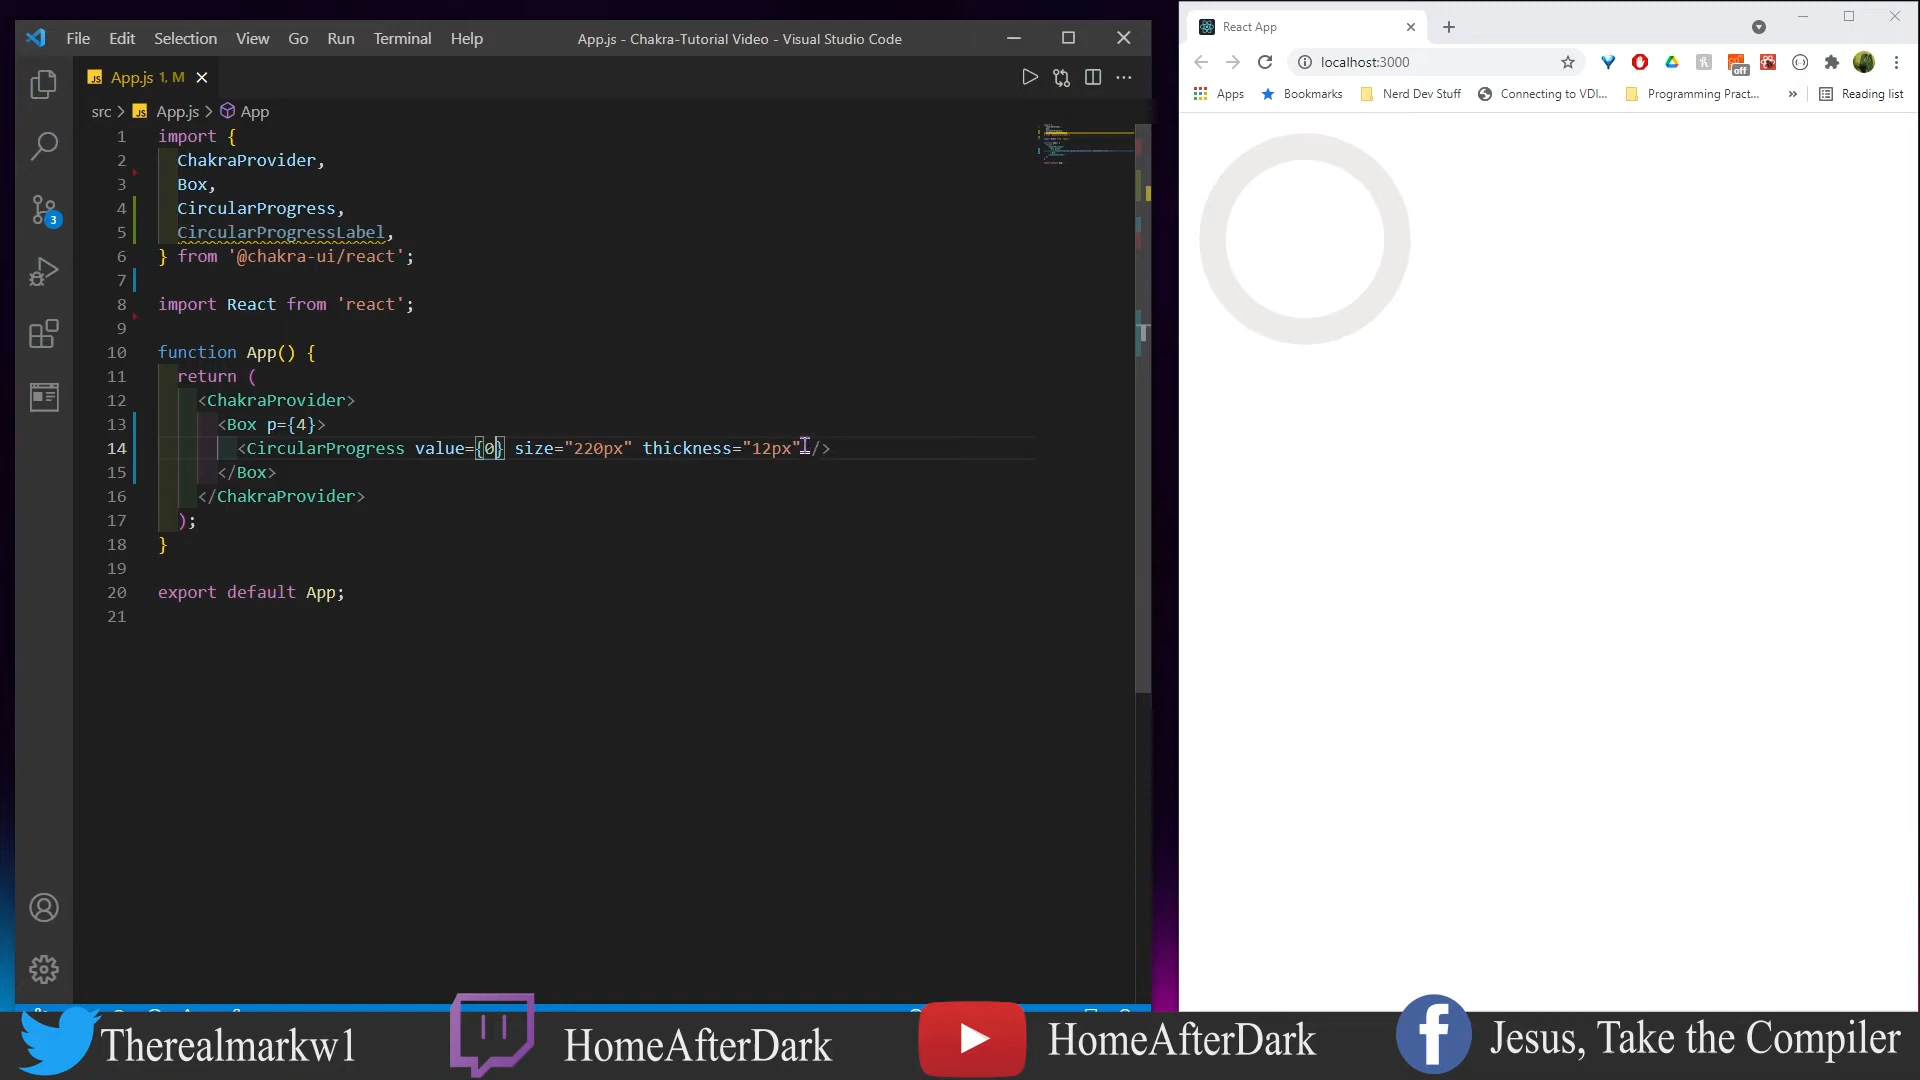 File Edit Selection View Go Run Terminal Help
App.js - Chakra-Tutorial Video - Visual Studio Code
App.js 1, M
src > App.js > App
1 import {
2 ChakraProvider,
3 Box,
4 CircularProgress,
5 CircularProgressLabel,
6 } from '@chakra-ui/react';
7
8 import React from 'react';
9
10 function App() {
11 return (
12 <ChakraProvider>
13 <Box p={4}>
14 <CircularProgress value={0} size="220px" thickness="12px" />
15 </Box>
16 </ChakraProvider>
17 );
18 }
19
20 export default App;
21
3
React App
localhost:3000
off
Apps Bookmarks Nerd Dev Stuff Connecting to VDI... Programming Pract... » Reading list
Therealmarkw1 HomeAfterDark HomeAfterDark Jesus, Take the Compiler